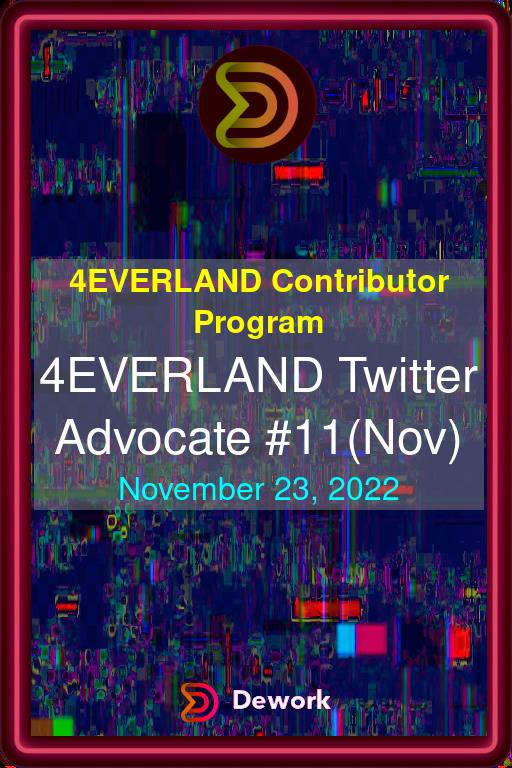 4EVERLAND Contributor
Program
4EVERLAND Twitter
Advocate #11(Nov)
November 23, 2022
Dework